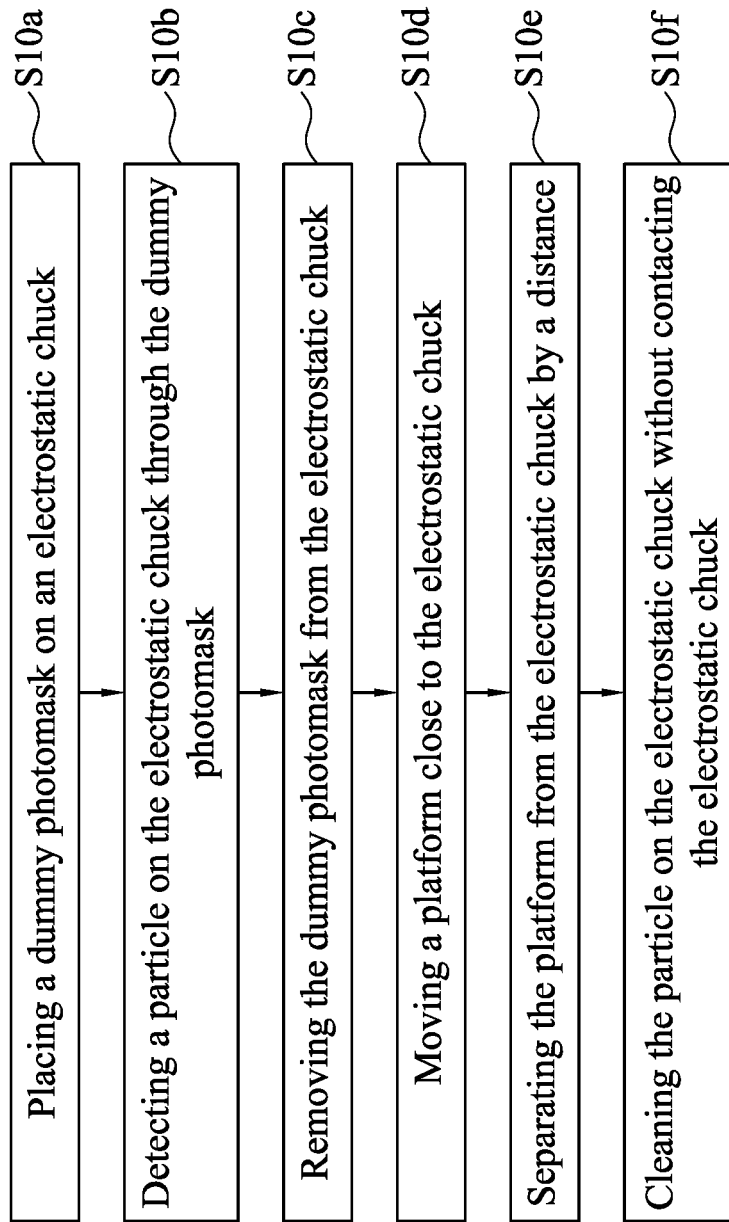 Placing a dummy photomask on an electrostatic chuck
S10a
Detecting a particle on the electrostatic chuck through the dummy
photomask
S10b
Removing the dummy photomask from the electrostatic chuck
S10c
Moving a platform close to the electrostatic chuck
S10d
Separating the platform from the electrostatic chuck by a distance
S10e
Cleaning the particle on the electrostatic chuck without contacting
the electrostatic chuck
S10f